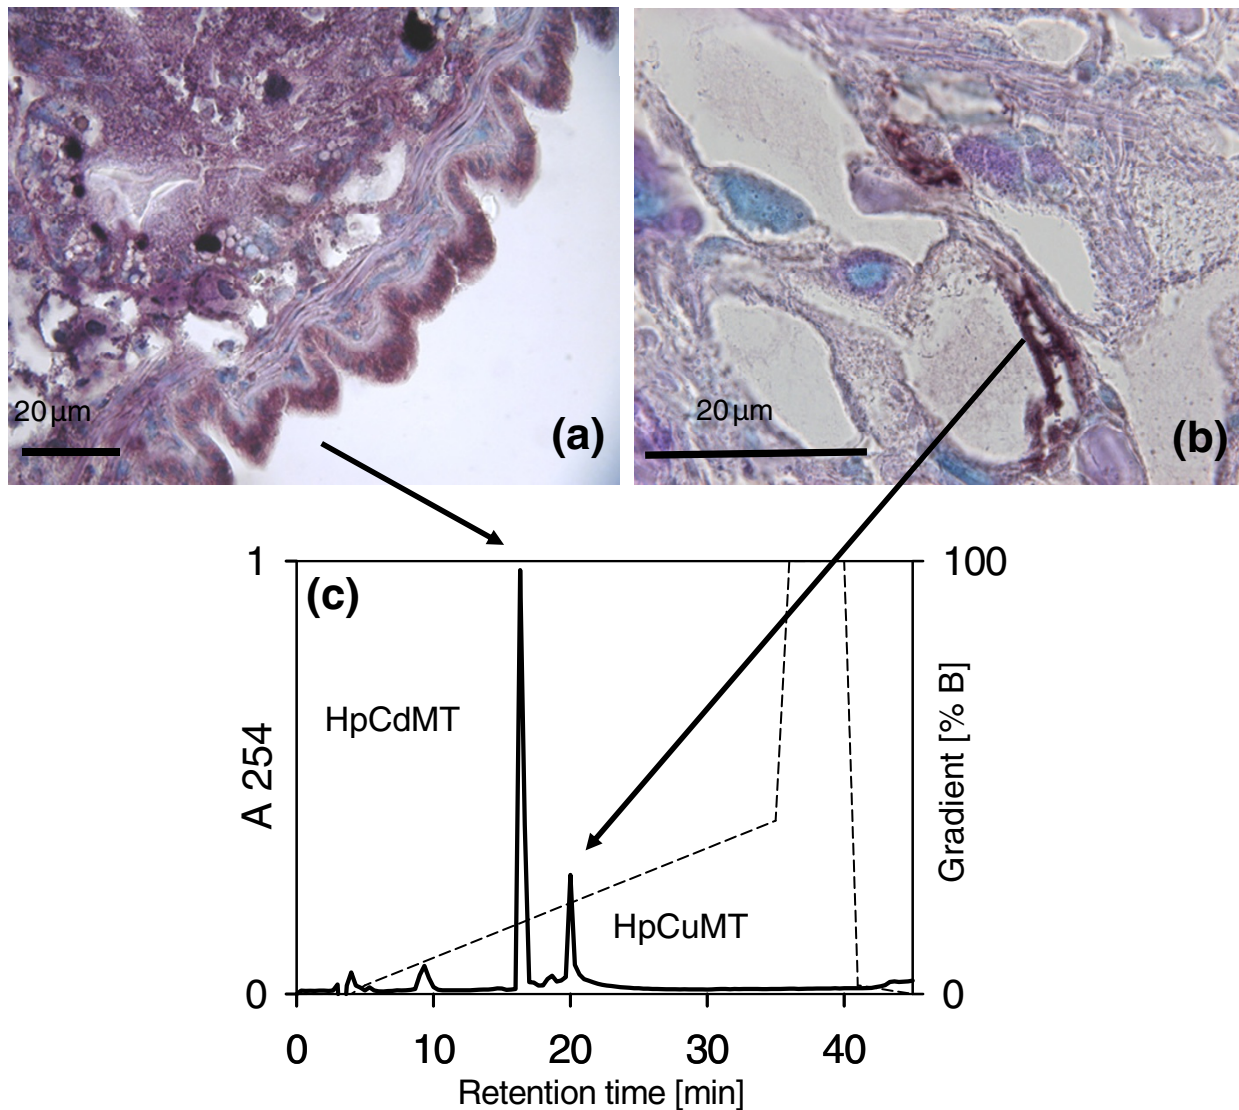 20 µm
(a)
20 µm
(b)
(c)
1
0
A 254
HpCdMT
HpCuMT
100
0
Gradient [% B]
0 10 20 30 40
Retention time [min]